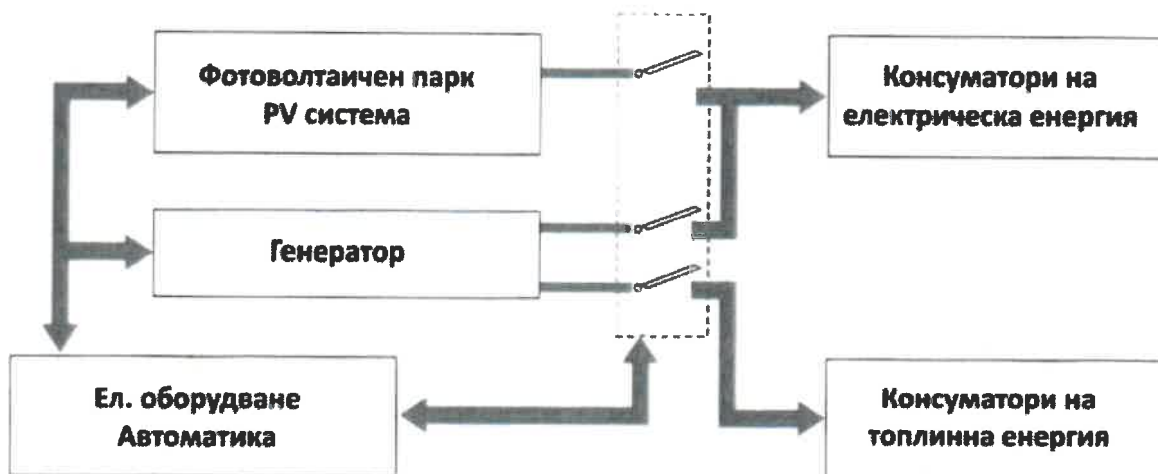 Фотоволтаичен парк
PV система
Консуматори на
електрическа енергия
Генератор
Ел. оборудване
Автоматика
Консуматори на
топлинна енергия